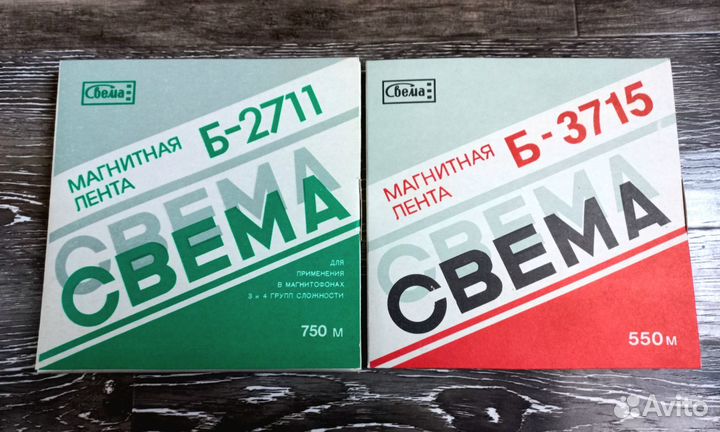 Свема
МАГНИТНАЯ
ЛЕНТА
Б-2711
СВЕМА
СВЕМА
ДЛЯ
ПРИМЕНЕНИЯ
В МАГНИТОФОНАХ
3 и 4 ГРУПП СЛОЖНОСТИ
750 М
Свема
МАГНИТНАЯ
ЛЕНТА
Б-3715
СВЕМА
СВЕМА
550 М
Avito